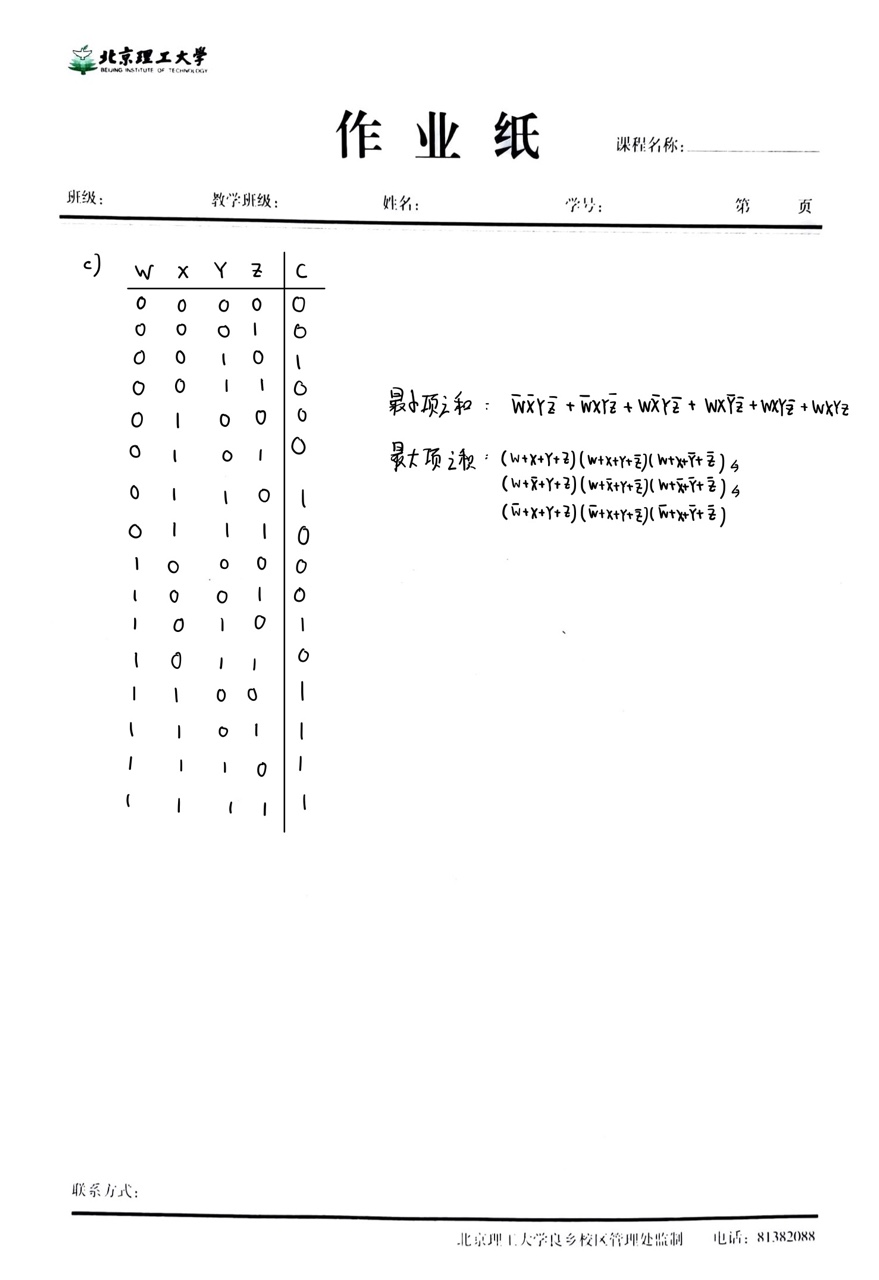 北京理工大学
BEIJING INSTITUTE OF TECHNOLOGY
作 业 纸
课程名称:
班级: 教学班级: 姓名: 学号: 第 页
c)
W X Y Z C
0 0 0 0 0
0 0 0 1 0
0 0 1 0 1
0 0 1 1 0
0 1 0 0 0
0 1 0 1 0
0 1 1 0 1
0 1 1 1 0
1 0 0 0 0
1 0 0 1 0
1 0 1 0 1
1 0 1 1 0
1 1 0 0 1
1 1 0 1 1
1 1 1 0 1
1 1 1 1 1
最小项之和: W̄X̄YZ̄ + W̄XYZ̄ + WX̄YZ̄ + WXȲZ̄ + WXYZ̄ + WXYZ
最大项之积: (W+X+Y+Z)(W+X+Y+Z̄)(W+X+Ȳ+Z̄)
(W+X̄+Y+Z)(W+X̄+Y+Z̄)(W+X̄+Ȳ+Z̄)
(W̄+X+Y+Z)(W̄+X+Y+Z̄)(W̄+X+Ȳ+Z̄)
联系方式:
北京理工大学良乡校区管理处监制 电话: 81382088